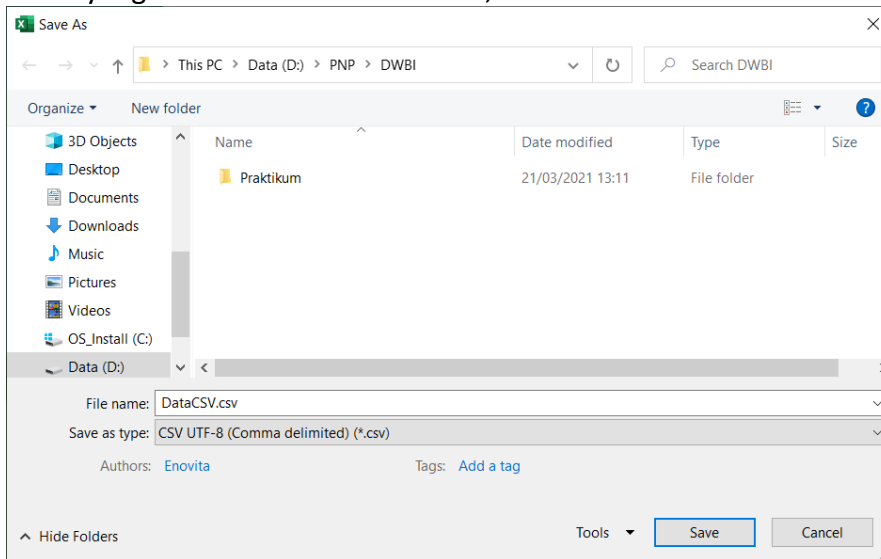 Save As
This PC > Data (D:) > PNP > DWBI
Search DWBI
Organize
New folder
3D Objects
Desktop
Documents
Downloads
Music
Pictures
Videos
OS_Install (C:)
Data (D:)
Name Date modified Type Size
Praktikum 21/03/2021 13:11 File folder
File name: DataCSV.csv
Save as type: CSV UTF-8 (Comma delimited) (*.csv)
Authors: Enovita Tags: Add a tag
Hide Folders
Tools Save Cancel